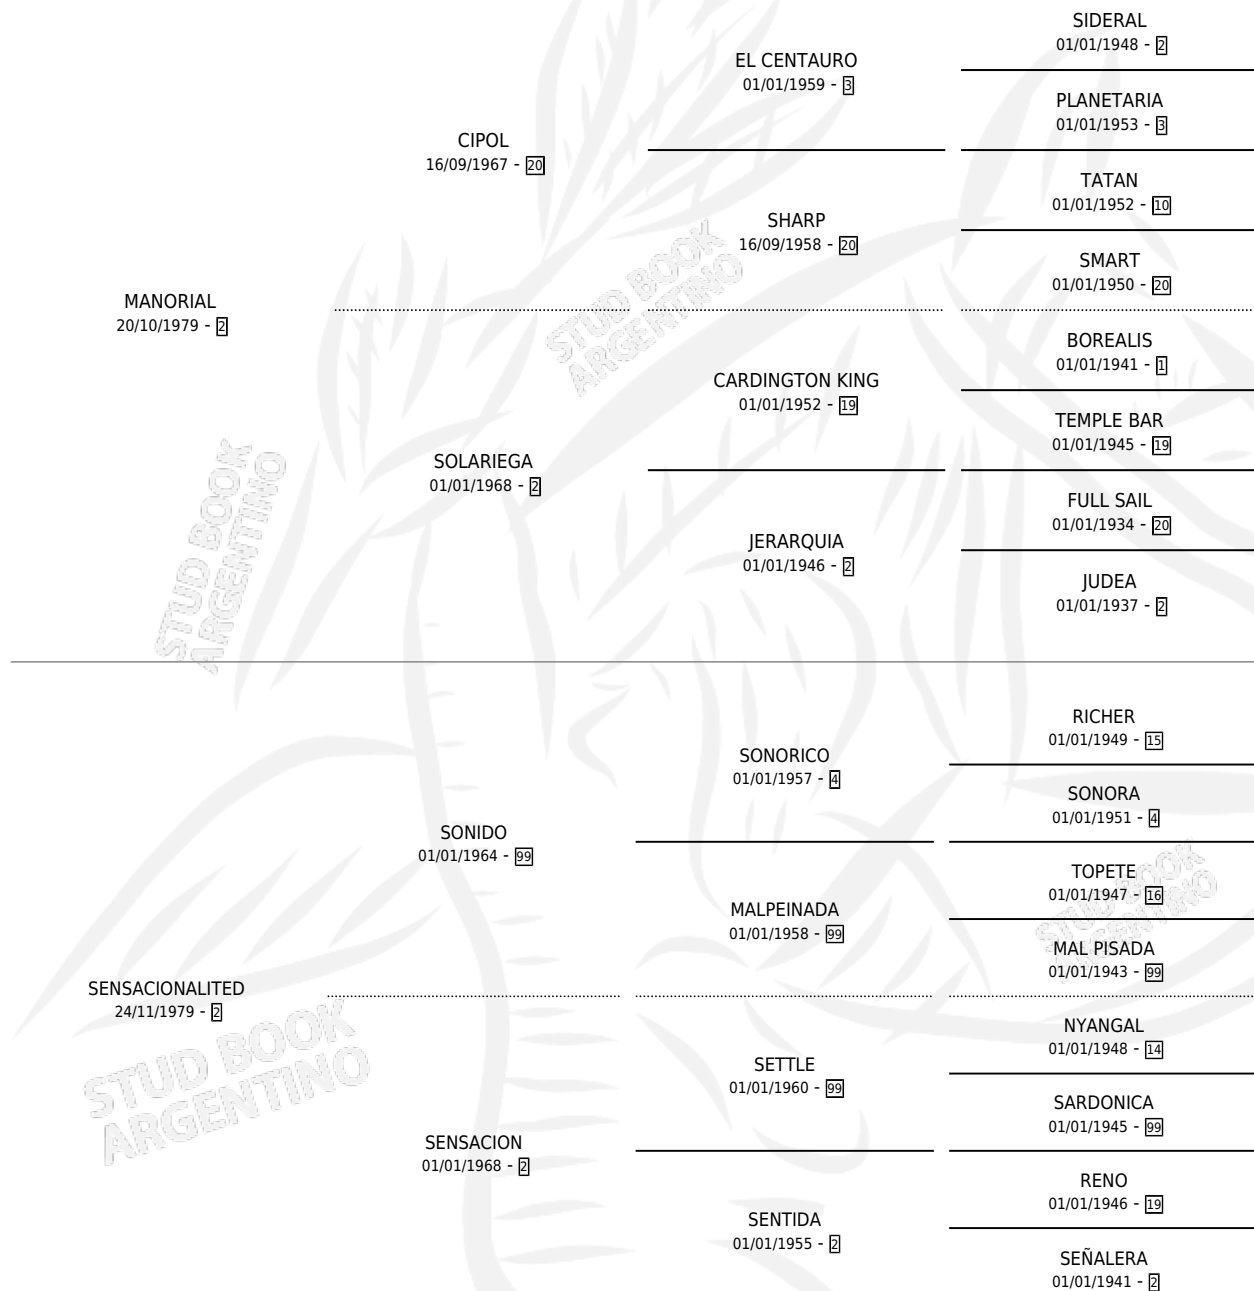 SIDERAL
01/01/1948 - 2
EL CENTAURO
01/01/1959 - 3
PLANETARIA
01/01/1953 - 3
CIPOL
16/09/1967 - 20
TATAN
01/01/1952 - 10
SHARP
16/09/1958 - 20
SMART
01/01/1950 - 20
MANORIAL
20/10/1979 - 2
BOREALIS
01/01/1941 - 1
CARDINGTON KING
01/01/1952 - 19
TEMPLE BAR
01/01/1945 - 19
SOLARIEGA
01/01/1968 - 2
FULL SAIL
01/01/1934 - 20
JERARQUIA
01/01/1946 - 2
JUDEA
01/01/1937 - 2
STUD BOOK
ARGENTINO
STUD BOOK
ARGENTINO
RICHER
01/01/1949 - 15
SONORICO
01/01/1957 - 4
SONORA
01/01/1951 - 4
SONIDO
01/01/1964 - 99
TOPETE
01/01/1947 - 16
MALPEINADA
01/01/1958 - 99
MAL PISADA
01/01/1943 - 99
SENSACIONALITED
24/11/1979 - 2
NYANGAL
01/01/1948 - 14
SETTLE
01/01/1960 - 99
SARDONICA
01/01/1945 - 99
SENSACION
01/01/1968 - 2
RENO
01/01/1946 - 19
SENTIDA
01/01/1955 - 2
SEÑALERA
01/01/1941 - 2
STUD BOOK
ARGENTINO
STUD BOOK
ARGENTINO